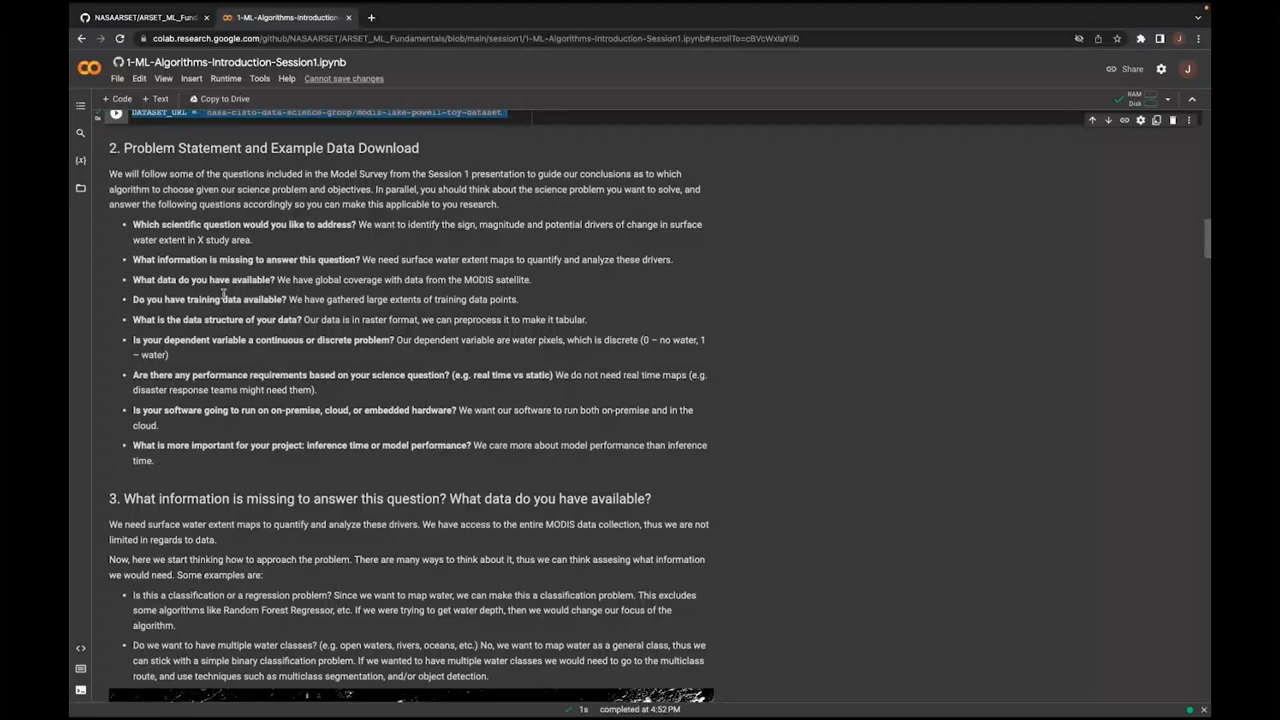 NASAARSET/ARSET_ML_Fund
1-ML-Algorithms-Introduction-
colab.research.google.com/github/NASAARSET/ARSET_ML_Fundamentals/blob/main/session1/1-ML-Algorithms-Introduction-Session1.ipynb#scrollTo=cBVcWxlaYiiD
1-ML-Algorithms-Introduction-Session1.ipynb
File Edit View Insert Runtime Tools Help Cannot save changes
Share
J
+ Code + Text Copy to Drive
RAM
Disk
DATASET_URL = 'nasa-cisto-data-science-group/modis-lake-powell-toy-dataset'
2. Problem Statement and Example Data Download
We will follow some of the questions included in the Model Survey from the Session 1 presentation to guide our conclusions as to which
algorithm to choose given our science problem and objectives. In parallel, you should think about the science problem you want to solve, and
answer the following questions accordingly so you can make this applicable to you research.
• Which scientific question would you like to address? We want to identify the sign, magnitude and potential drivers of change in surface
water extent in X study area.
• What information is missing to answer this question? We need surface water extent maps to quantify and analyze these drivers.
• What data do you have available? We have global coverage with data from the MODIS satellite.
• Do you have training data available? We have gathered large extents of training data points.
• What is the data structure of your data? Our data is in raster format, we can preprocess it to make it tabular.
• Is your dependent variable a continuous or discrete problem? Our dependent variable are water pixels, which is discrete (0 – no water, 1
– water)
• Are there any performance requirements based on your science question? (e.g. real time vs static) We do not need real time maps (e.g.
disaster response teams might need them).
• Is your software going to run on on-premise, cloud, or embedded hardware? We want our software to run both on-premise and in the
cloud.
• What is more important for your project: inference time or model performance? We care more about model performance than inference
time.
3. What information is missing to answer this question? What data do you have available?
We need surface water extent maps to quantify and analyze these drivers. We have access to the entire MODIS data collection, thus we are not
limited in regards to data.
Now, here we start thinking how to approach the problem. There are many ways to think about it, thus we can think assesing what information
we would need. Some examples are:
• Is this a classification or a regression problem? Since we want to map water, we can make this a classification problem. This excludes
some algorithms like Random Forest Regressor, etc. If we were trying to get water depth, then we would change our focus of the
algorithm.
• Do we want to have multiple water classes? (e.g. open waters, rivers, oceans, etc.) No, we want to map water as a general class, thus we
can stick with a simple binary classification problem. If we wanted to have multiple water classes we would need to go to the multiclass
route, and use techniques such as multiclass segmentation, and/or object detection.
1s completed at 4:52PM